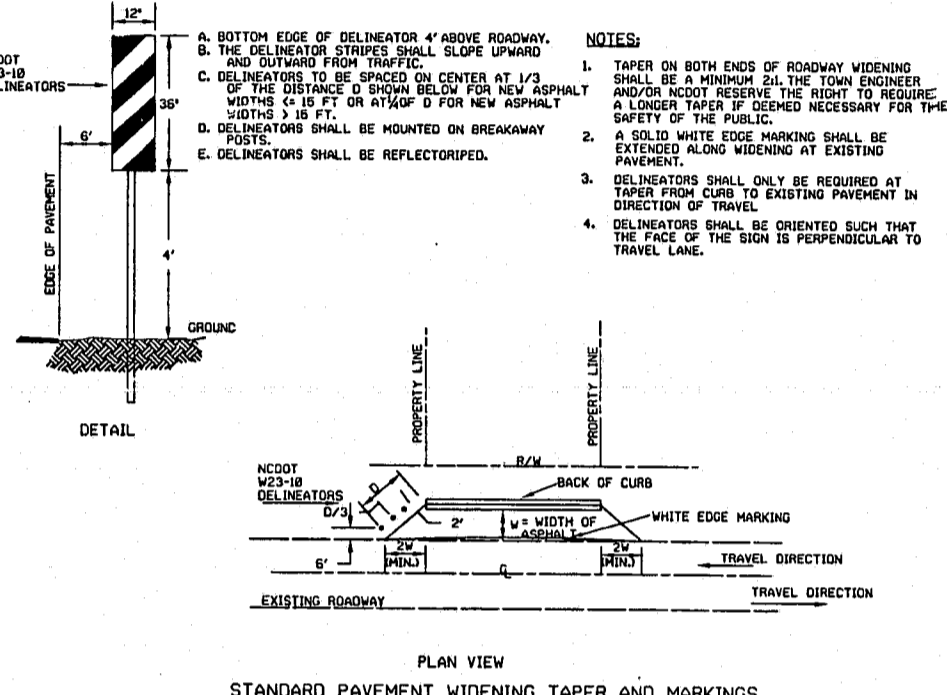 12"
DOT
3-10
LINEATORS
36"
6'
EDGE OF PAVEMENT
4'
GROUND
DETAIL
A. BOTTOM EDGE OF DELINEATOR 4' ABOVE ROADWAY.
B. THE DELINEATOR STRIPES SHALL SLOPE UPWARD
AND OUTWARD FROM TRAFFIC.
C. DELINEATORS TO BE SPACED ON CENTER AT 1/3
OF THE DISTANCE D SHOWN BELOW FOR NEW ASPHALT
WIDTHS <= 15 FT OR AT 1/4 OF D FOR NEW ASPHALT
WIDTHS > 15 FT.
D. DELINEATORS SHALL BE MOUNTED ON BREAKAWAY
POSTS.
E. DELINEATORS SHALL BE REFLECTORIPED.
NOTES:
1. TAPER ON BOTH ENDS OF ROADWAY WIDENING
SHALL BE A MINIMUM 2:1. THE TOWN ENGINEER
AND/OR NCDOT RESERVE THE RIGHT TO REQUIRE
A LONGER TAPER IF DEEMED NECESSARY FOR THE
SAFETY OF THE PUBLIC.
2. A SOLID WHITE EDGE MARKING SHALL BE
EXTENDED ALONG WIDENING AT EXISTING
PAVEMENT.
3. DELINEATORS SHALL ONLY BE REQUIRED AT
TAPER FROM CURB TO EXISTING PAVEMENT IN
DIRECTION OF TRAVEL
4. DELINEATORS SHALL BE ORIENTED SUCH THAT
THE FACE OF THE SIGN IS PERPENDICULAR TO
TRAVEL LANE.
PROPERTY LINE
PROPERTY LINE
R/W
NCDOT
W23-10
DELINEATORS
D
D/3
BACK OF CURB
2'
W = WIDTH OF
ASPHALT
WHITE EDGE MARKING
6'
2W
(MIN.)
2W
(MIN.)
CL
TRAVEL DIRECTION
TRAVEL DIRECTION
EXISTING ROADWAY
PLAN VIEW
STANDARD PAVEMENT WIDENING TAPER AND MARKINGS